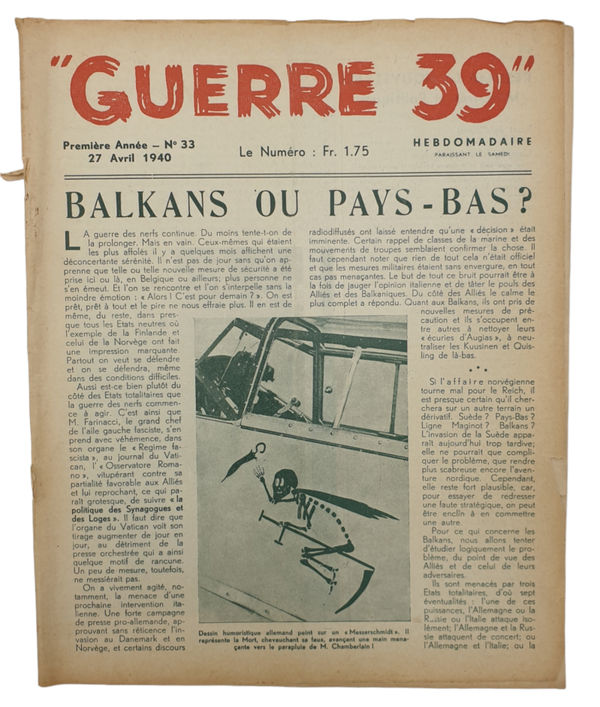 "GUERRE 39"
Première Année – Nº 33
27 Avril 1940
Le Numéro : Fr. 1.75
HEBDOMADAIRE
PARAISSANT LE SAMEDI
BALKANS OU PAYS-BAS ?
LA guerre des nerfs continue. Du moins tente-t-on de
la prolonger. Mais en vain. Ceux-mêmes qui étaient
les plus affolés il y a quelques mois affichent une
déconcertante sérénité. Il n'est pas de jour sans qu'on ap-
prenne que telle ou telle nouvelle mesure de sécurité a été
prise ici ou là, en Belgique ou ailleurs; plus personne ne
s'en émeut. Et l'on se rencontre et l'on s'interpelle sans la
moindre émotion : « Alors ! C'est pour demain ? ». On est
prêt, prêt à tout et le pire ne nous effraie plus. Il en est de
même, du reste, dans pres-
que tous les Etats neutres où
l'exemple de la Finlande et
celui de la Norvège ont fait
une impression marquante.
Partout on veut se défendre
et on se défendra, même
dans des conditions difficiles.
Aussi est-ce bien plutôt du
côté des Etats totalitaires que
la guerre des nerfs commen-
ce à agir. C'est ainsi que
M. Farinacci, le grand chef
de l'aile gauche fasciste, s'en
prend avec véhémence, dans
son organe le « Regime fa-
scista », au journal du Vati-
can, l' « Osservatore Roma-
no », vitupérant contre sa
partialité favorable aux Alliés
et lui reprochant, ce qui pa-
raît grotesque, de suivre « la
politique des Synagogues et
des Loges ». Il faut dire que
l'organe du Vatican voit son
tirage augmenter de jour en
jour, au détriment de la
presse orchestrée qui a ainsi
quelque motif de rancune.
Un peu de mesure, toutefois,
ne messiérait pas.
On a vivement agité, no-
tamment, la menace d'une
prochaine intervention ita-
lienne. Une forte campagne
de presse pro-allemande, ap-
prouvant sans réticence l'in-
vasion au Danemark et en
Norvège, et certains discours
radiodiffusés ont laissé entendre qu'une « décision » était
imminente. Certain rappel de classes de la marine et des
mouvements de troupes semblaient confirmer la chose. Il
faut cependant noter que rien de tout cela n'était officiel
et que les mesures militaires étaient sans envergure, en tout
cas pas menaçantes. Le but de tout ce bruit pourrait être à
la fois de jauger l'opinion italienne et de tâter le pouls des
Alliés et des Balkaniques. Du côté des Alliés le calme le
plus complet a répondu. Quant aux Balkans, ils ont pris de
nouvelles mesures de pré-
caution et ils s'occupent en-
tre autres à nettoyer leurs
« écuries d'Augias », à neu-
traliser les Kuusinen et Quis-
ling de là-bas.
* * *
Si l'affaire norvégienne
tourne mal pour le Reich, il
est presque certain qu'il cher-
chera sur un autre terrain un
dérivatif. Suède ? Pays-Bas ?
Ligne Maginot ? Balkans ?
L'invasion de la Suède appa-
raît aujourd'hui trop tardive;
elle ne pourrait que compli-
quer le problème, que rendre
plus scabreuse encore l'aven-
ture nordique. Cependant,
elle reste fort plausible, car,
pour essayer de redresser
une faute stratégique, on peut
être enclin à en commettre
une autre.
Pour ce qui concerne les
Balkans, nous allons tenter
d'étudier logiquement le pro-
blème, du point de vue des
Alliés et de celui de leurs
adversaires.
Ils sont menacés par trois
Etats totalitaires, d'où sept
éventualités : l'une de ces
puissances, l'Allemagne ou la
Russie ou l'Italie attaque iso-
lément; l'Allemagne et la Rus-
sie attaquent de concert; ou
l'Allemagne et l'Italie; ou la
Dessin humoristique allemand peint sur un « Messerschmidt ». Il
représente la Mort, chevauchant sa faux, avançant une main mena-
çante vers le parapluie de M. Chamberlain !